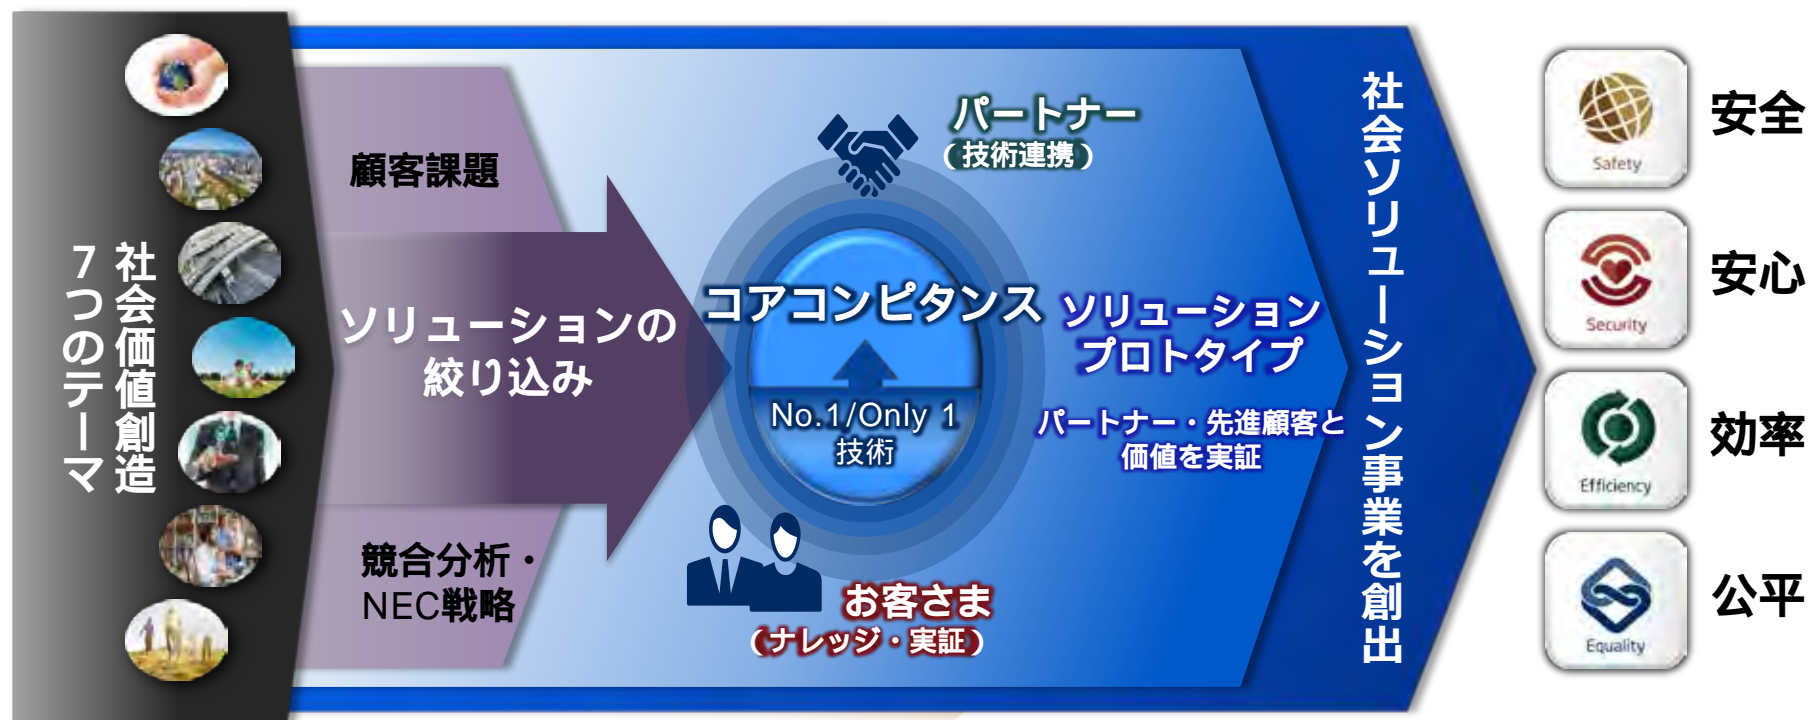 社会価値創造
７つのテーマ
顧客課題
ソリューションの
絞り込み
競合分析・
NEC戦略
パートナー
（技術連携）
コアコンピタンス
No.1/Only 1
技術
お客さま
（ナレッジ・実証）
ソリューション
プロトタイプ
パートナー・先進顧客と
価値を実証
社会ソリューション事業を創出
Safety
安全
Security
安心
Efficiency
効率
Equality
公平